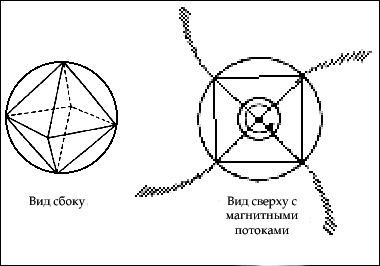 Вид сбоку
Вид сверху с
магнитными
потоками